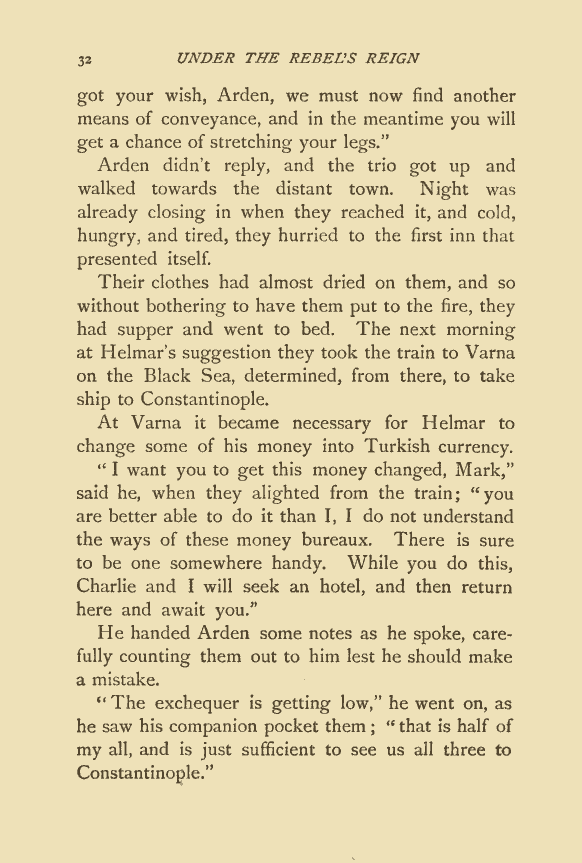 32 UNDER THE REBEL'S REIGN
got your wish, Arden, we must now find another
means of conveyance, and in the meantime you will
get a chance of stretching your legs."
Arden didn't reply, and the trio got up and
walked towards the distant town. Night was
already closing in when they reached it, and cold,
hungry, and tired, they hurried to the first inn that
presented itself.
Their clothes had almost dried on them, and so
without bothering to have them put to the fire, they
had supper and went to bed. The next morning
at Helmar's suggestion they took the train to Varna
on the Black Sea, determined, from there, to take
ship to Constantinople.
At Varna it became necessary for Helmar to
change some of his money into Turkish currency.
"I want you to get this money changed, Mark,"
said he, when they alighted from the train; "you
are better able to do it than I, I do not understand
the ways of these money bureaux. There is sure
to be one somewhere handy. While you do this,
Charlie and I will seek an hotel, and then return
here and await you."
He handed Arden some notes as he spoke, care-
fully counting them out to him lest he should make
a mistake.
"The exchequer is getting low," he went on, as
he saw his companion pocket them; "that is half of
my all, and is just sufficient to see us all three to
Constantinople."